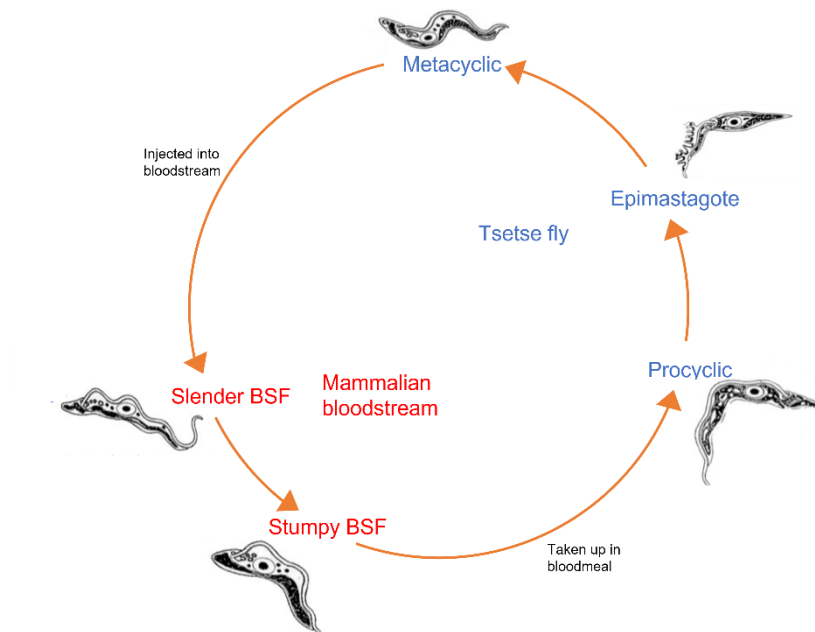 Metacyclic
Injected into
bloodstream
Epimastagote
Tsetse fly
Procyclic
Slender BSF
Mammalian
bloodstream
Stumpy BSF
Taken up in
bloodmeal